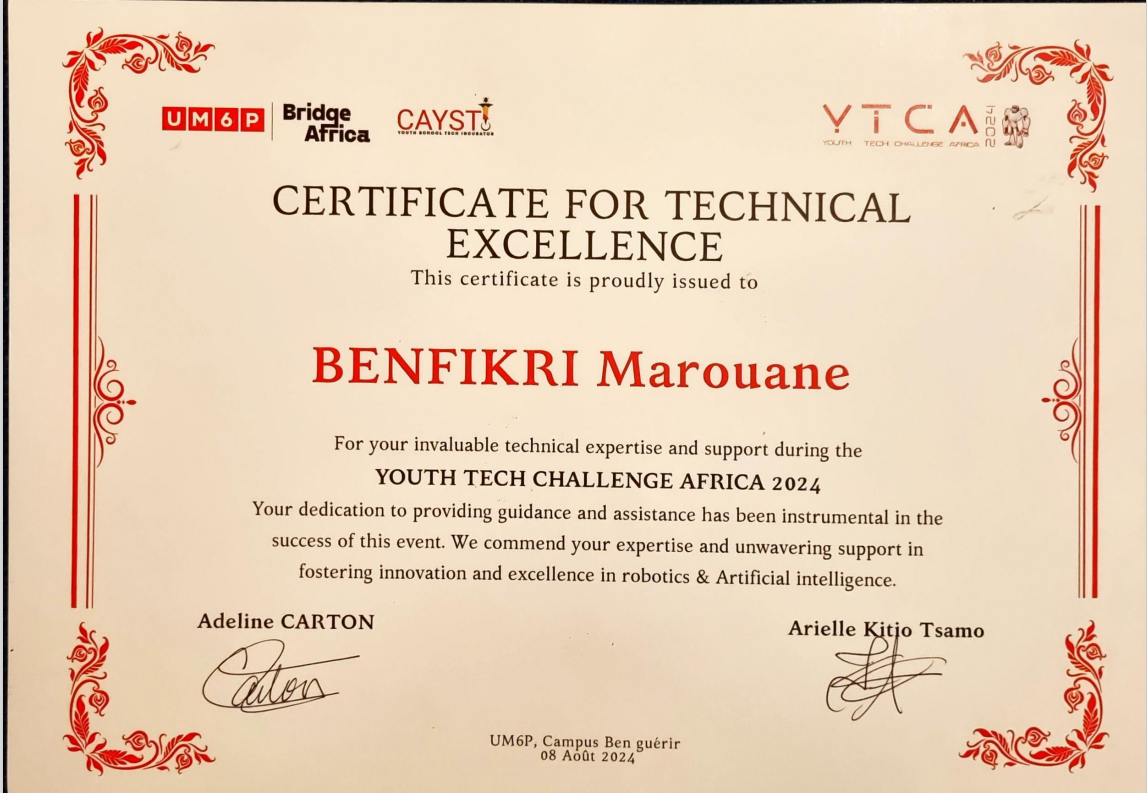 UM6P Bridge Africa
CAYSTI
YOUTH SCHOOL TECH INCUBATOR
YTCA 2024
YOUTH TECH CHALLENGE AFRICA
CERTIFICATE FOR TECHNICAL
EXCELLENCE
This certificate is proudly issued to
BENFIKRI Marouane
For your invaluable technical expertise and support during the
YOUTH TECH CHALLENGE AFRICA 2024
Your dedication to providing guidance and assistance has been instrumental in the
success of this event. We commend your expertise and unwavering support in
fostering innovation and excellence in robotics & Artificial intelligence.
Adeline CARTON
Arielle Kitio Tsamo
Carton
UM6P, Campus Ben guérir
08 Août 2024